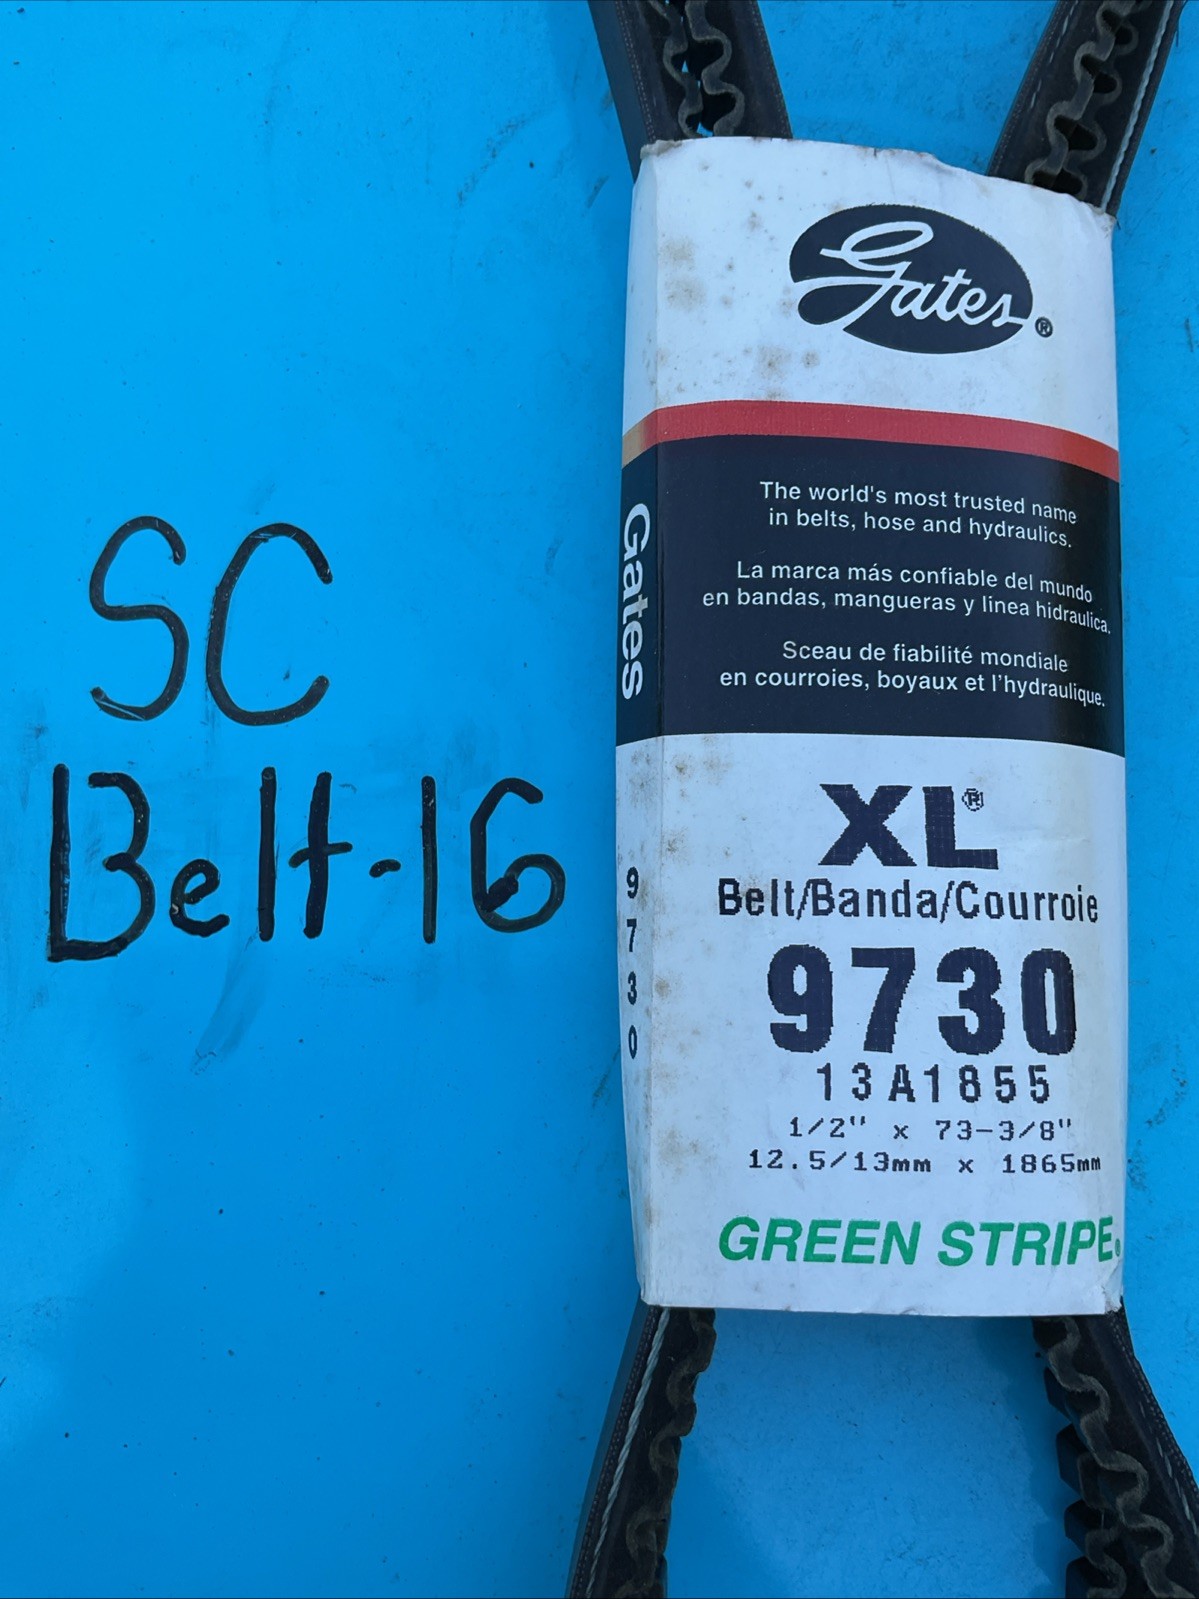 SC
Belt-16
Gates®
The world's most trusted name
in belts, hose and hydraulics.
La marca más confiable del mundo
en bandas, mangueras y linea hidraulica.
Sceau de fiabilité mondiale
en courroies, boyaux et l'hydraulique.
Gates
9730
XL®
Belt/Banda/Courroie
9730
13A1855
1/2" x 73-3/8"
12.5/13mm x 1865mm
GREEN STRIPE®